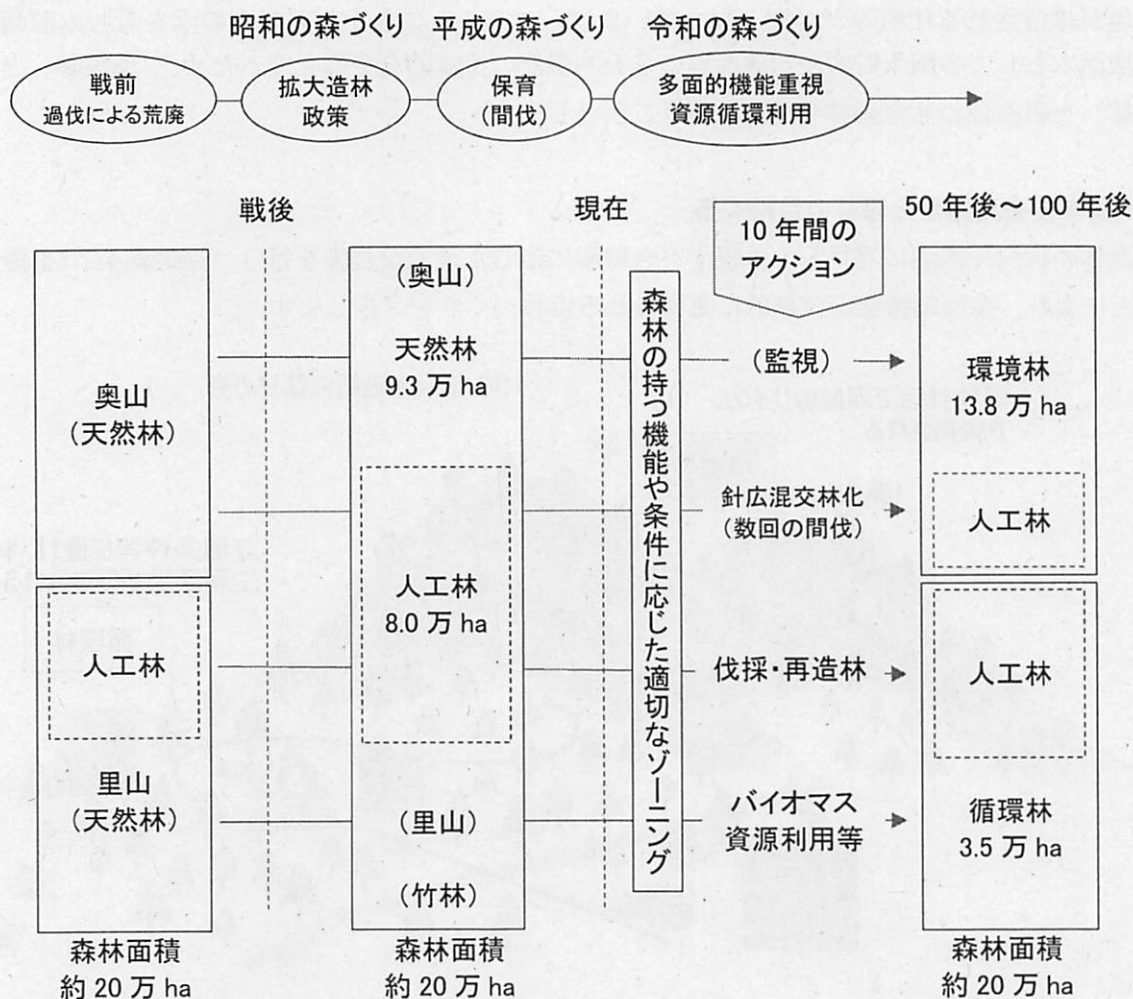 昭和の森づくり 平成の森づくり 令和の森づくり
戦前
過伐による荒廃
拡大造林
政策
保育
(間伐)
多面的機能重視
資源循環利用
戦後
現在
10年間の
アクション
50年後～100年後
奥山
(天然林)
人工林
里山
(天然林)
森林面積
約20万ha
(奥山)
天然林
9.3万ha
人工林
8.0万ha
(里山)
(竹林)
森林面積
約20万ha
森林の持つ機能や条件に応じた適切なゾーニング
(監視)
針広混交林化
(数回の間伐)
伐採・再造林
バイオマス
資源利用等
環境林
13.8万ha
人工林
人工林
循環林
3.5万ha
森林面積
約20万ha